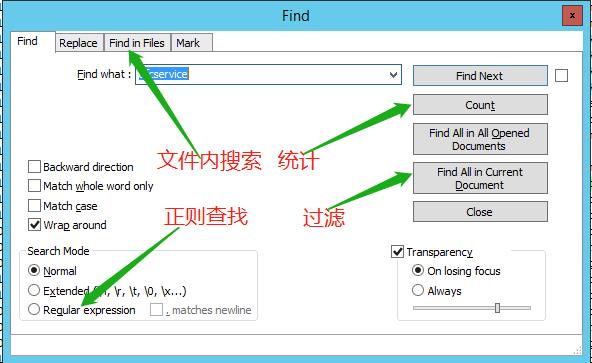 Find
x
Find Replace Find in Files Mark
Find what : service
Find Next
Count
Find All in All Opened
Documents
Find All in Current
Document
Close
文件内搜索 统计
Backward direction
Match whole word only
Match case
Wrap around
正则查找 过滤
Search Mode
Normal
Extended (\n, \r, \t, \0, \x...)
Regular expression . matches newline
Transparency
On losing focus
Always